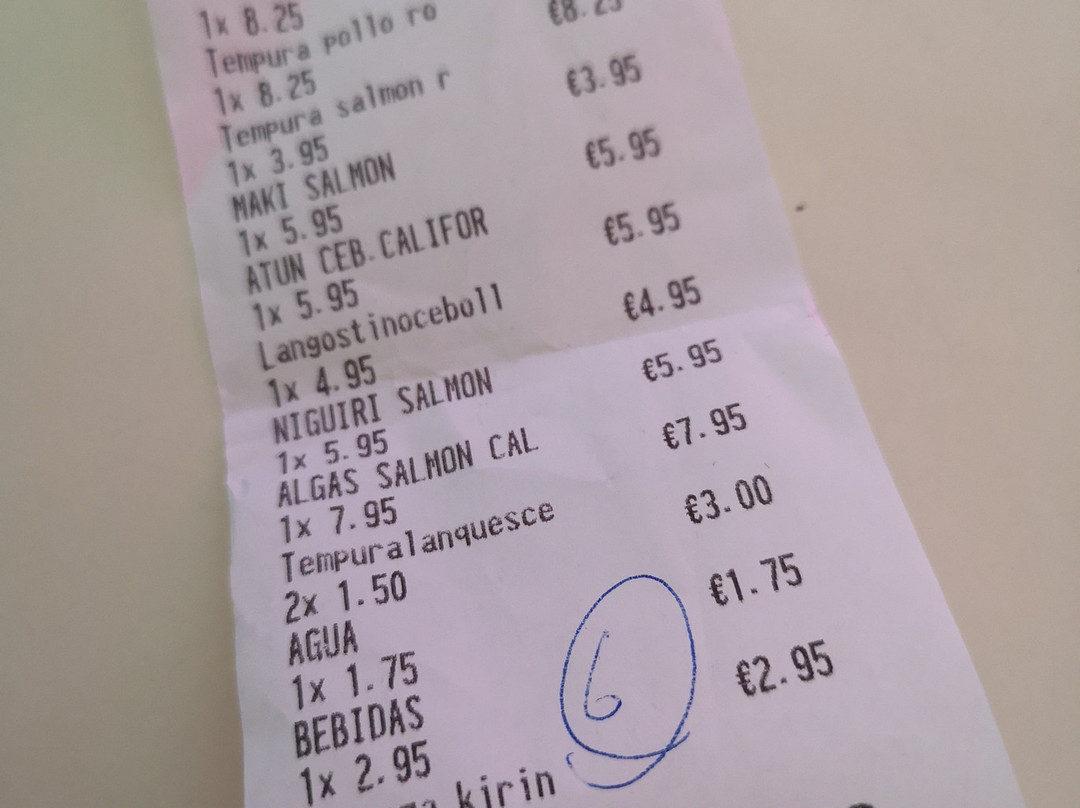 1x 8.25
Tempura pollo ro
1x 8.25 €8.25
Tempura salmon r
1x 3.95 €3.95
MAKI SALMON
1x 5.95 €5.95
ATUN CEB.CALIFOR
1x 5.95 €5.95
Langostinoceboll
1x 4.95 €4.95
NIGUIRI SALMON
1x 5.95 €5.95
ALGAS SALMON CAL
1x 7.95 €7.95
Tempuralanquesce
2x 1.50 €3.00
AGUA
1x 1.75 €1.75
BEBIDAS
1x 2.95 €2.95
6
kirin